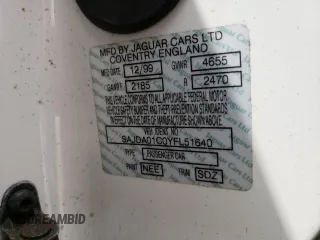 MFD BY JAGUAR CARS LTD
COVENTRY ENGLAND
MFD DATE 12/99 GVWR 4655
GAWR F 2185 R 2470
THIS VEHICLE CONFORMS TO ALL APPLICABLE U.S. FEDERAL MOTOR
VEHICLE SAFETY BUMPER AND THEFT PREVENTION STANDARDS
IN EFFECT ON THE DATE OF MANUFACTURE SHOWN ABOVE
VEH IDENT NO
SAJDA01C0YFL51640
TYPE PASSENGER CAR
PAINT NEE TRIM SDZ
DREAMBID